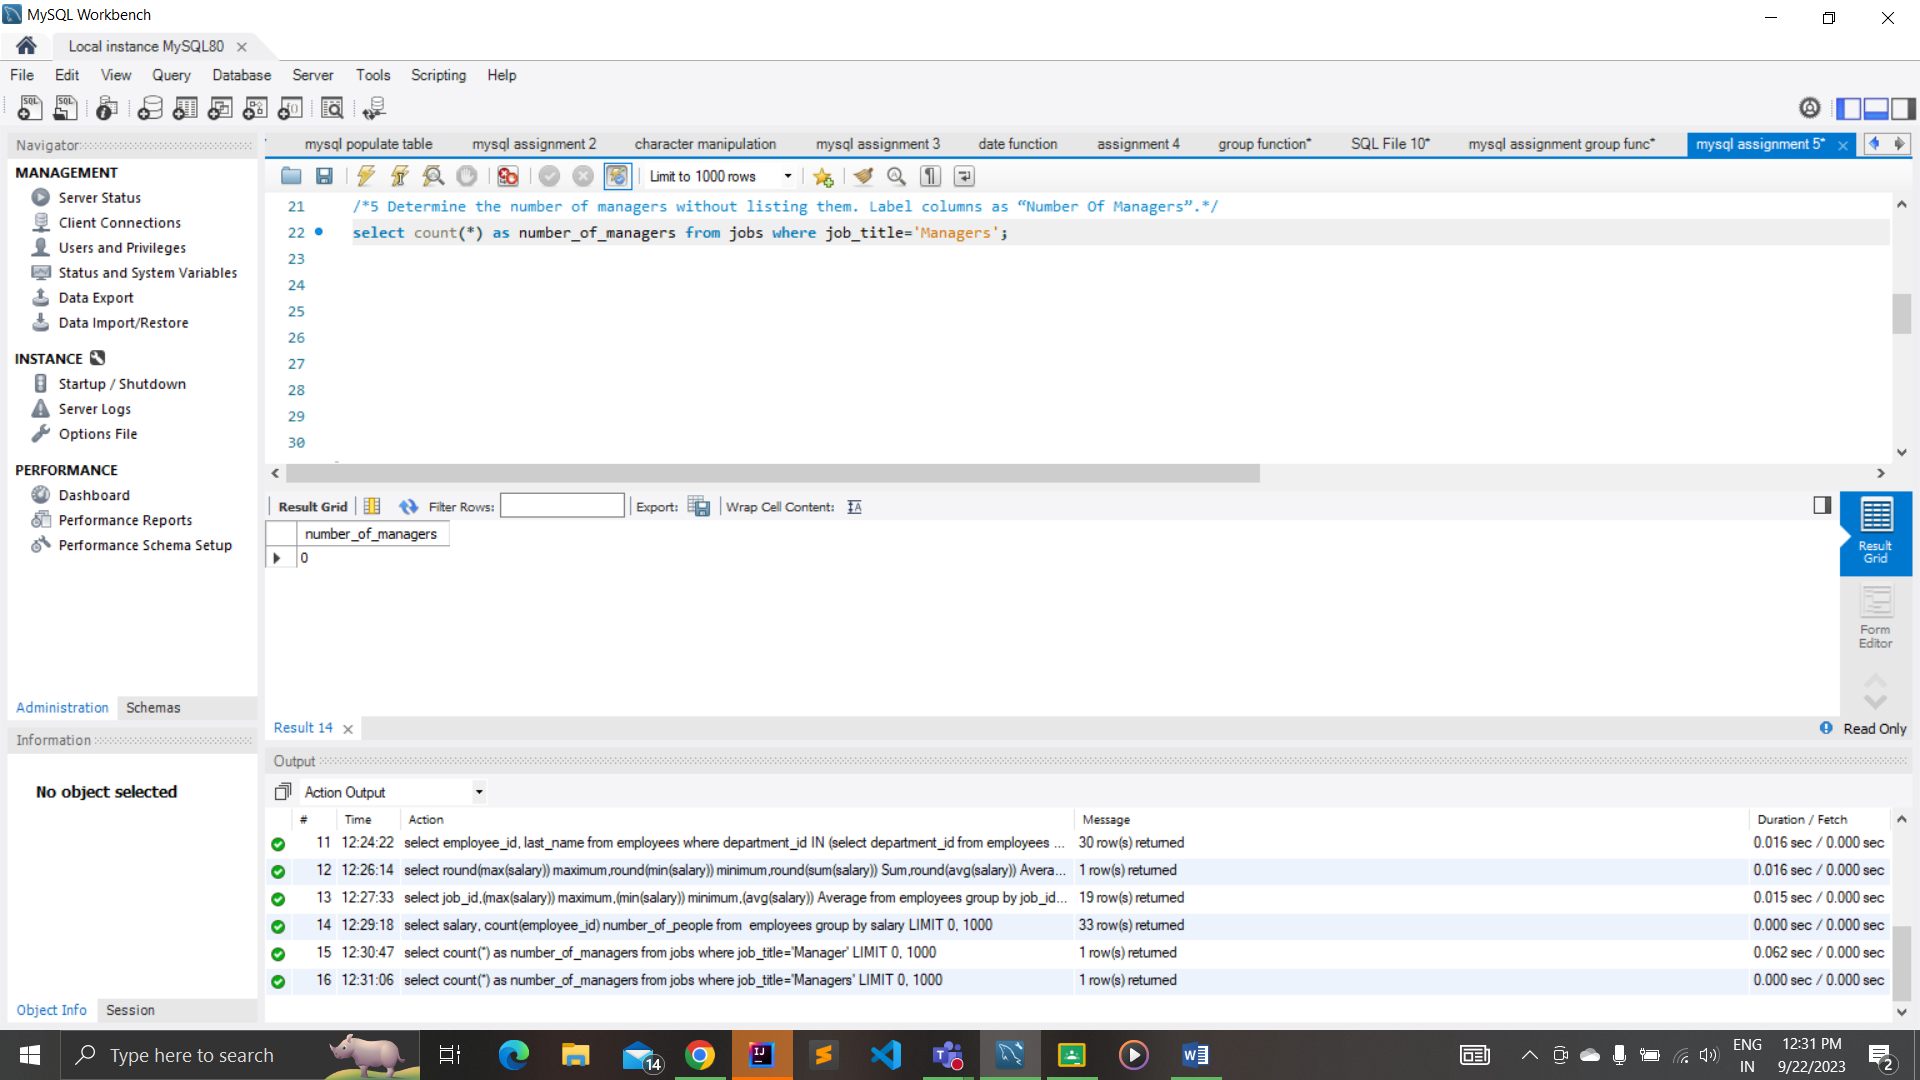 MySQL Workbench
Local instance MySQL80
File Edit View Query Database Server Tools Scripting Help
Navigator
MANAGEMENT
Server Status
Client Connections
Users and Privileges
Status and System Variables
Data Export
Data Import/Restore
INSTANCE
Startup / Shutdown
Server Logs
Options File
PERFORMANCE
Dashboard
Performance Reports
Performance Schema Setup
Administration Schemas
Information
No object selected
Object Info Session
mysql populate table mysql assignment 2 character manipulation mysql assignment 3 date function assignment 4 group function* SQL File 10* mysql assignment group func* mysql assignment 5*
Limit to 1000 rows
21 /*5 Determine the number of managers without listing them. Label columns as “Number Of Managers”.*/
22 select count(*) as number_of_managers from jobs where job_title='Managers';
23
24
25
26
27
28
29
30
Result Grid Filter Rows: Export: Wrap Cell Content:
number_of_managers
0
Result Grid
Form Editor
Result 14
Read Only
Output
Action Output
# Time Action Message Duration / Fetch
11 12:24:22 select employee_id, last_name from employees where department_id IN (select department_id from employees ... 30 row(s) returned 0.016 sec / 0.000 sec
12 12:26:14 select round(max(salary)) maximum,round(min(salary)) minimum,round(sum(salary)) Sum,round(avg(salary)) Avera... 1 row(s) returned 0.016 sec / 0.000 sec
13 12:27:33 select job_id,(max(salary)) maximum,(min(salary)) minimum,(avg(salary)) Average from employees group by job_id... 19 row(s) returned 0.015 sec / 0.000 sec
14 12:29:18 select salary, count(employee_id) number_of_people from  employees group by salary LIMIT 0, 1000 33 row(s) returned 0.000 sec / 0.000 sec
15 12:30:47 select count(*) as number_of_managers from jobs where job_title='Manager' LIMIT 0, 1000 1 row(s) returned 0.062 sec / 0.000 sec
16 12:31:06 select count(*) as number_of_managers from jobs where job_title='Managers' LIMIT 0, 1000 1 row(s) returned 0.000 sec / 0.000 sec
Type here to search
14
ENG
IN
12:31 PM
9/22/2023
2